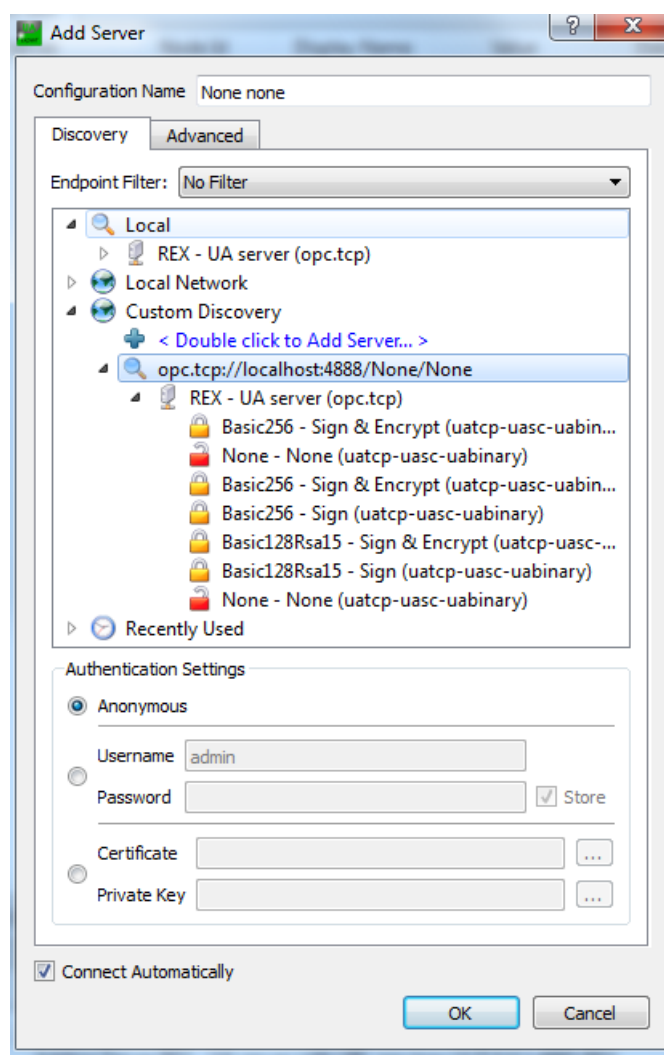 Add Server
?
X
Configuration Name None none
Discovery Advanced
Endpoint Filter: No Filter
Local
REX - UA server (opc.tcp)
Local Network
Custom Discovery
< Double click to Add Server... >
opc.tcp://localhost:4888/None/None
REX - UA server (opc.tcp)
Basic256 - Sign & Encrypt (uatcp-uasc-uabin...
None - None (uatcp-uasc-uabinary)
Basic256 - Sign & Encrypt (uatcp-uasc-uabin...
Basic256 - Sign (uatcp-uasc-uabinary)
Basic128Rsa15 - Sign & Encrypt (uatcp-uasc-...
Basic128Rsa15 - Sign (uatcp-uasc-uabinary)
None - None (uatcp-uasc-uabinary)
Recently Used
Authentication Settings
Anonymous
Username admin
Password Store
Certificate ...
Private Key ...
Connect Automatically
OK Cancel